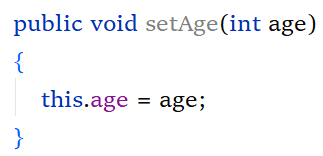 public void setAge(int age)
{
this.age = age;
}